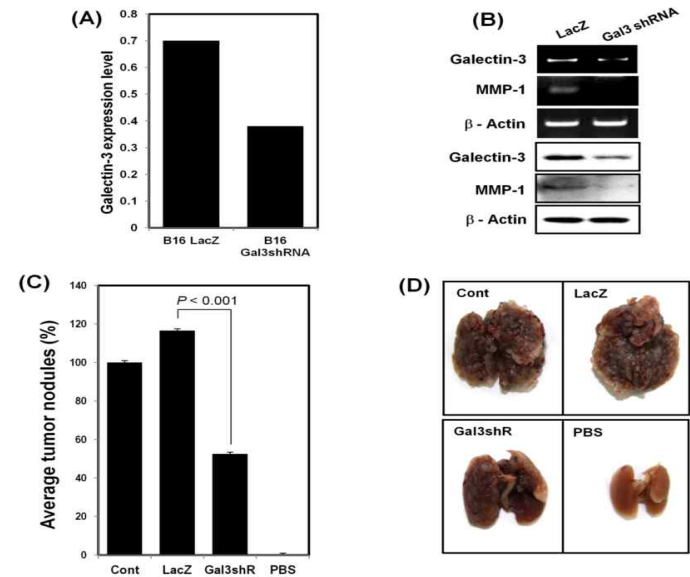 (A)
Galectin-3 expression level
0.8
0.7
0.6
0.5
0.4
0.3
0.2
0.1
0
B16 LacZ
B16
Gal3shRNA
(B)
LacZ
Gal3 shRNA
Galectin-3
MMP-1
β - Actin
Galectin-3
MMP-1
β - Actin
(C)
Average tumor nodules (%)
140
120
100
80
60
40
20
0
P < 0.001
Cont
LacZ
Gal3shR
PBS
(D)
Cont
LacZ
Gal3shR
PBS